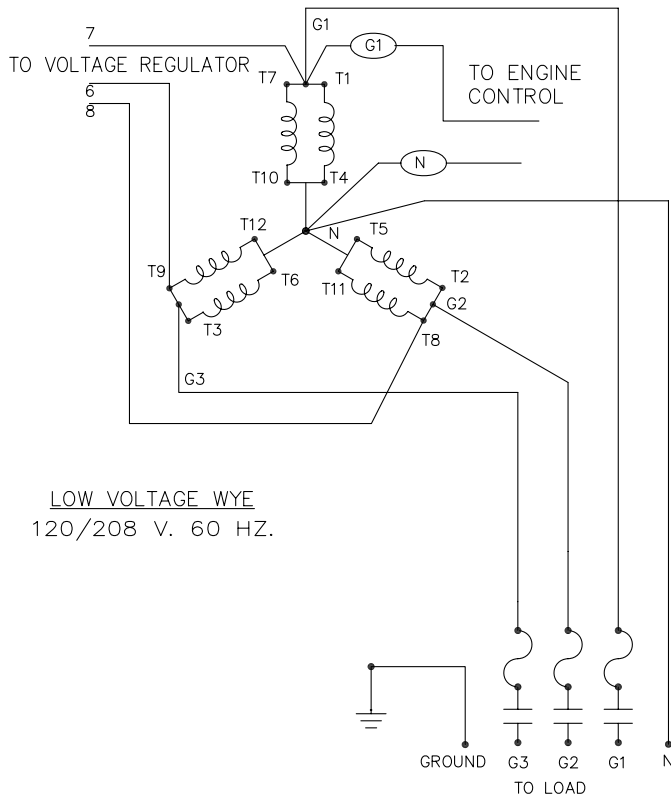 G1
7
G1
TO VOLTAGE REGULATOR
TO ENGINE
CONTROL
T7
T1
6
8
T10
T4
N
T12
N
T5
T9
T6
T11
T2
G2
T3
T8
G3
LOW VOLTAGE WYE
120/208 V. 60 HZ.
GROUND
G3
G2
G1
N
TO LOAD